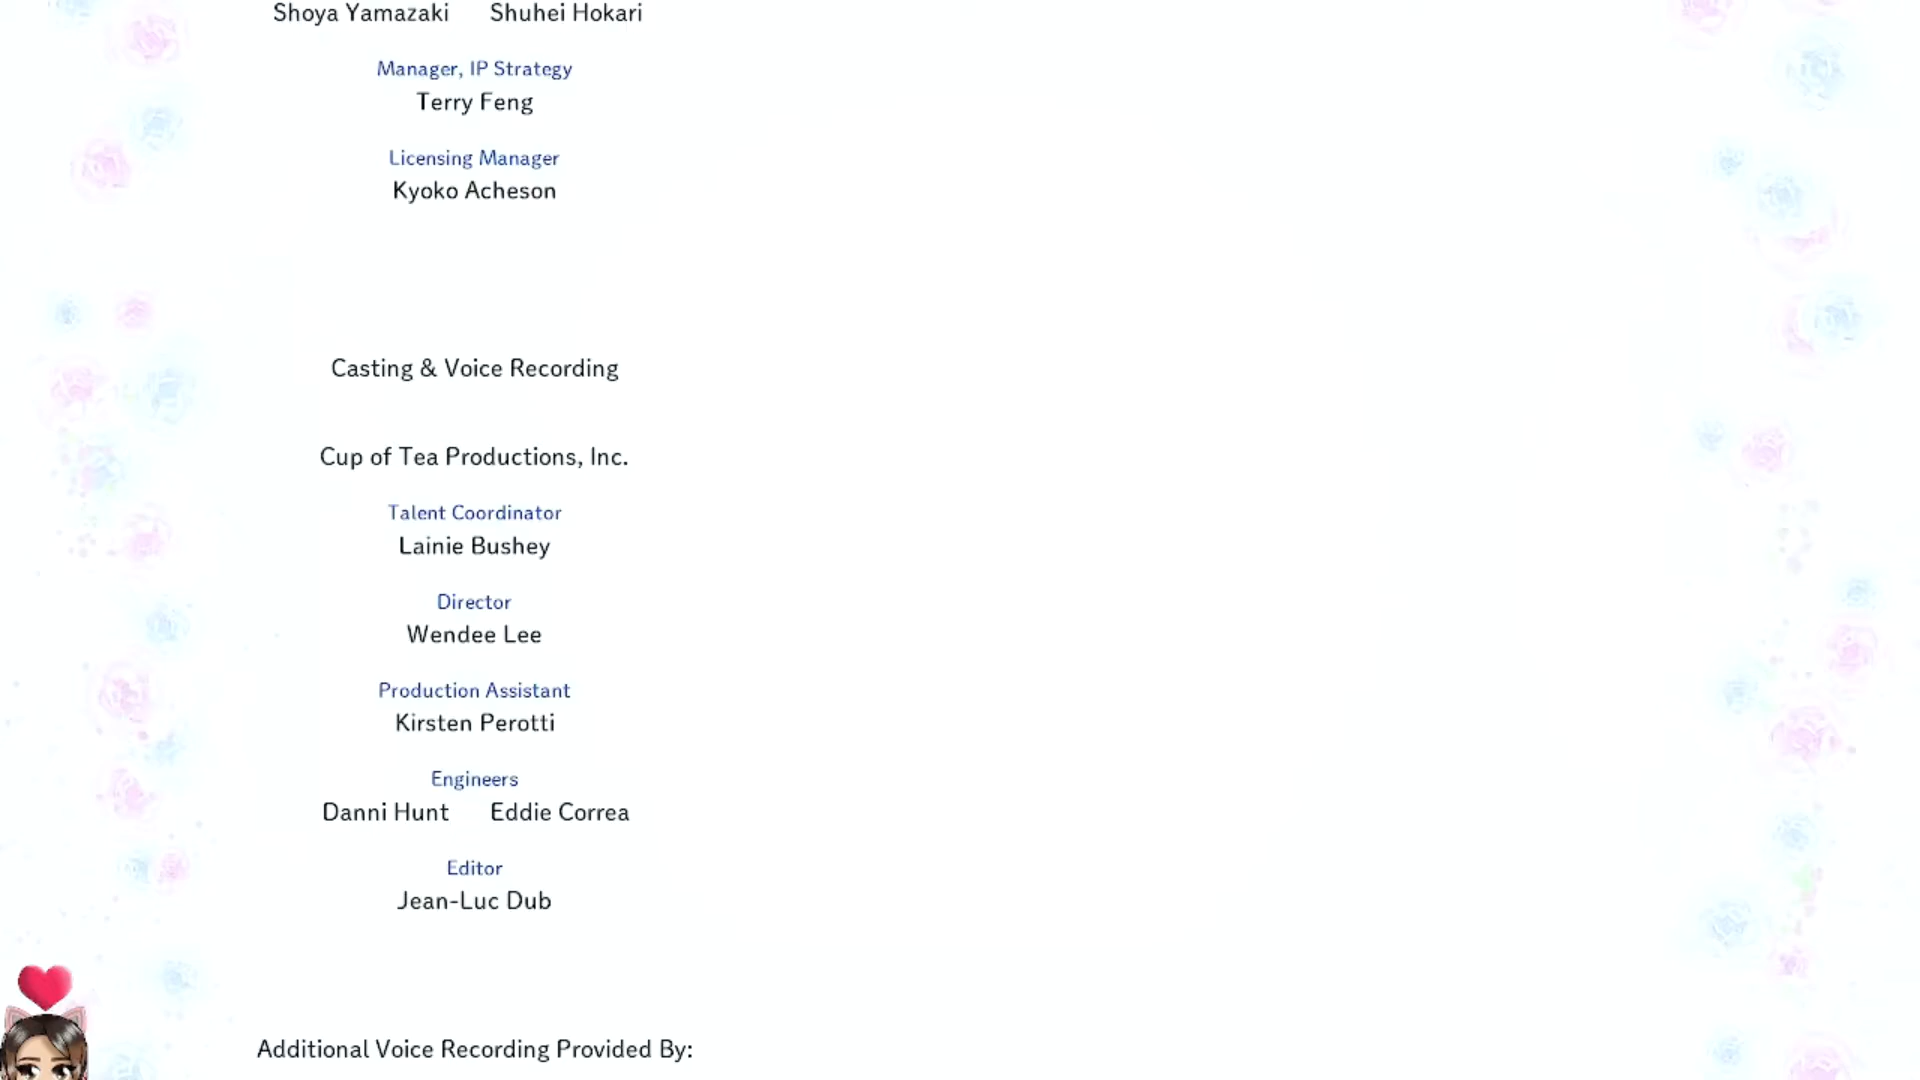 Shoya Yamazaki Shuhei Hokari
Manager, IP Strategy
Terry Feng
Licensing Manager
Kyoko Acheson
Casting & Voice Recording
Cup of Tea Productions, Inc.
Talent Coordinator
Lainie Bushey
Director
Wendee Lee
Production Assistant
Kirsten Perotti
Engineers
Danni Hunt Eddie Correa
Editor
Jean-Luc Dub
Additional Voice Recording Provided By: